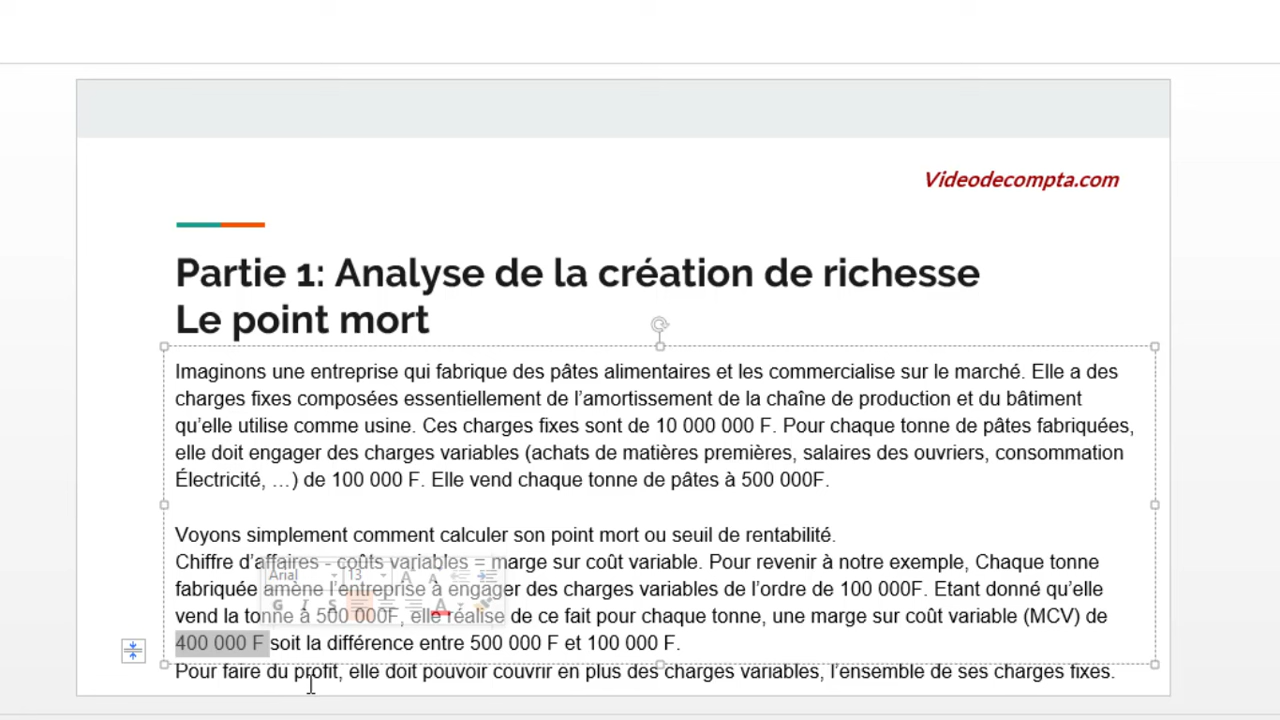 Videodecompta.com
Partie 1: Analyse de la création de richesse
Le point mort
Imaginons une entreprise qui fabrique des pâtes alimentaires et les commercialise sur le marché. Elle a des
charges fixes composées essentiellement de l’amortissement de la chaîne de production et du bâtiment
qu’elle utilise comme usine. Ces charges fixes sont de 10 000 000 F. Pour chaque tonne de pâtes fabriquées,
elle doit engager des charges variables (achats de matières premières, salaires des ouvriers, consommation
Électricité, …) de 100 000 F. Elle vend chaque tonne de pâtes à 500 000F.
Voyons simplement comment calculer son point mort ou seuil de rentabilité.
Chiffre d’affaires - coûts variables = marge sur coût variable. Pour revenir à notre exemple, Chaque tonne
Arial 13
fabriquée amène l’entreprise à engager des charges variables de l’ordre de 100 000F. Etant donné qu’elle
G I S A
vend la tonne à 500 000F, elle réalise de ce fait pour chaque tonne, une marge sur coût variable (MCV) de
400 000 F soit la différence entre 500 000 F et 100 000 F.
Pour faire du profit, elle doit pouvoir couvrir en plus des charges variables, l’ensemble de ses charges fixes.